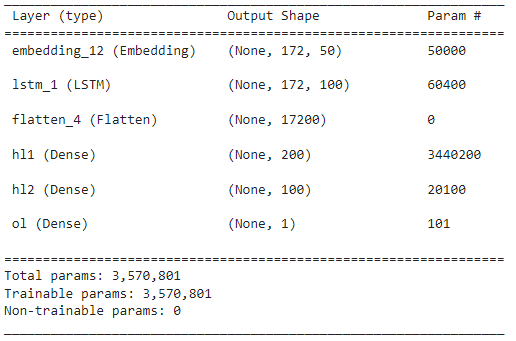 Layer (type) Output Shape Param #
embedding_12 (Embedding) (None, 172, 50) 50000
lstm_1 (LSTM) (None, 172, 100) 60400
flatten_4 (Flatten) (None, 17200) 0
hl1 (Dense) (None, 200) 3440200
hl2 (Dense) (None, 100) 20100
ol (Dense) (None, 1) 101
Total params: 3,570,801
Trainable params: 3,570,801
Non-trainable params: 0